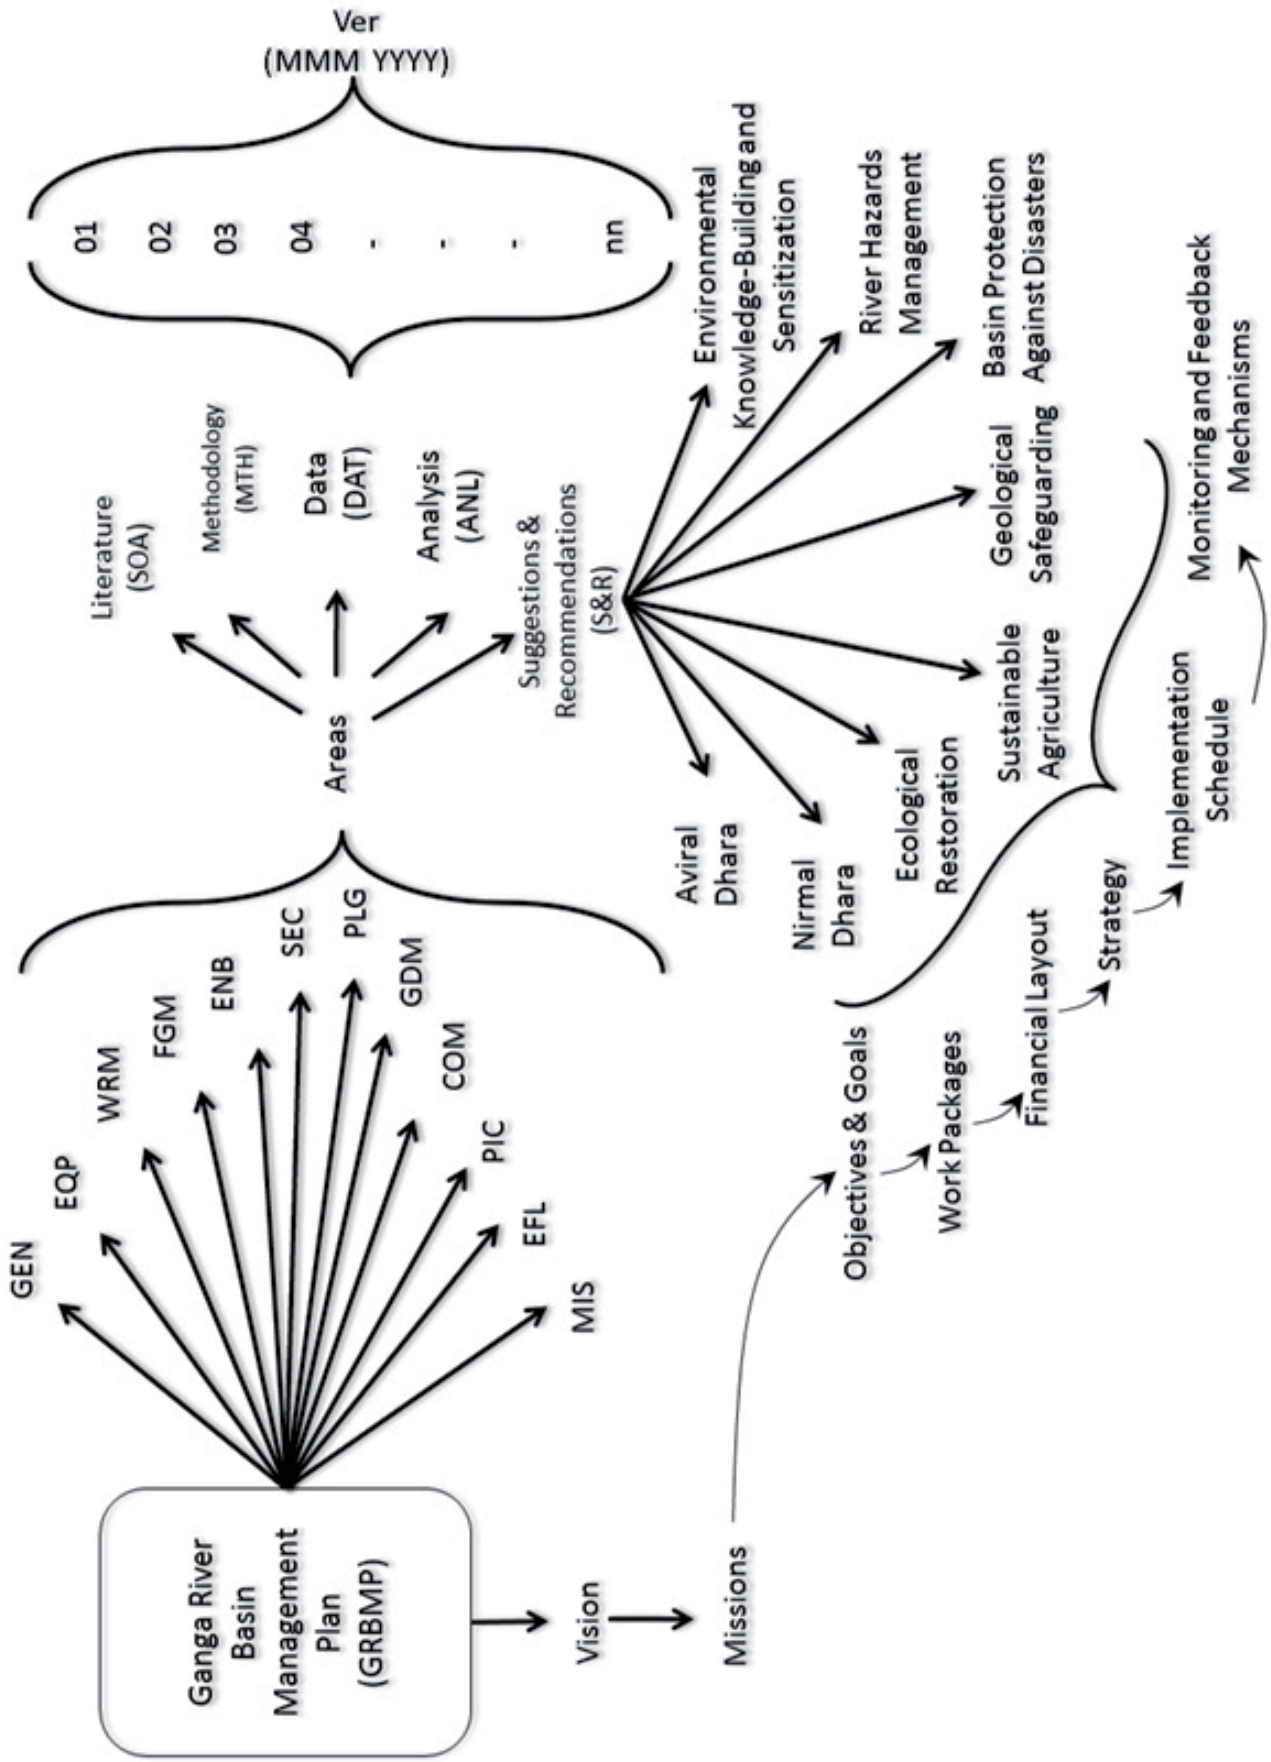 Ganga River
Basin
Management
Plan
(GRBMP)
GEN
EQP
WRM
FGM
ENB
SEC
PLG
GDM
COM
PIC
EFL
MIS
Areas
Literature
(SOA)
Methodology
(MTH)
Data
(DAT)
Analysis
(ANL)
Suggestions &
Recommendations
(S&R)
01
02
03
04
-
-
-
nn
Ver
(MMM YYYY)
Aviral
Dhara
Nirmal
Dhara
Ecological
Restoration
Sustainable
Agriculture
Geological
Safeguarding
Basin Protection
Against Disasters
River Hazards
Management
Environmental
Knowledge-Building and
Sensitization
Vision
Missions
Objectives & Goals
Work Packages
Financial Layout
Strategy
Implementation
Schedule
Monitoring and Feedback
Mechanisms